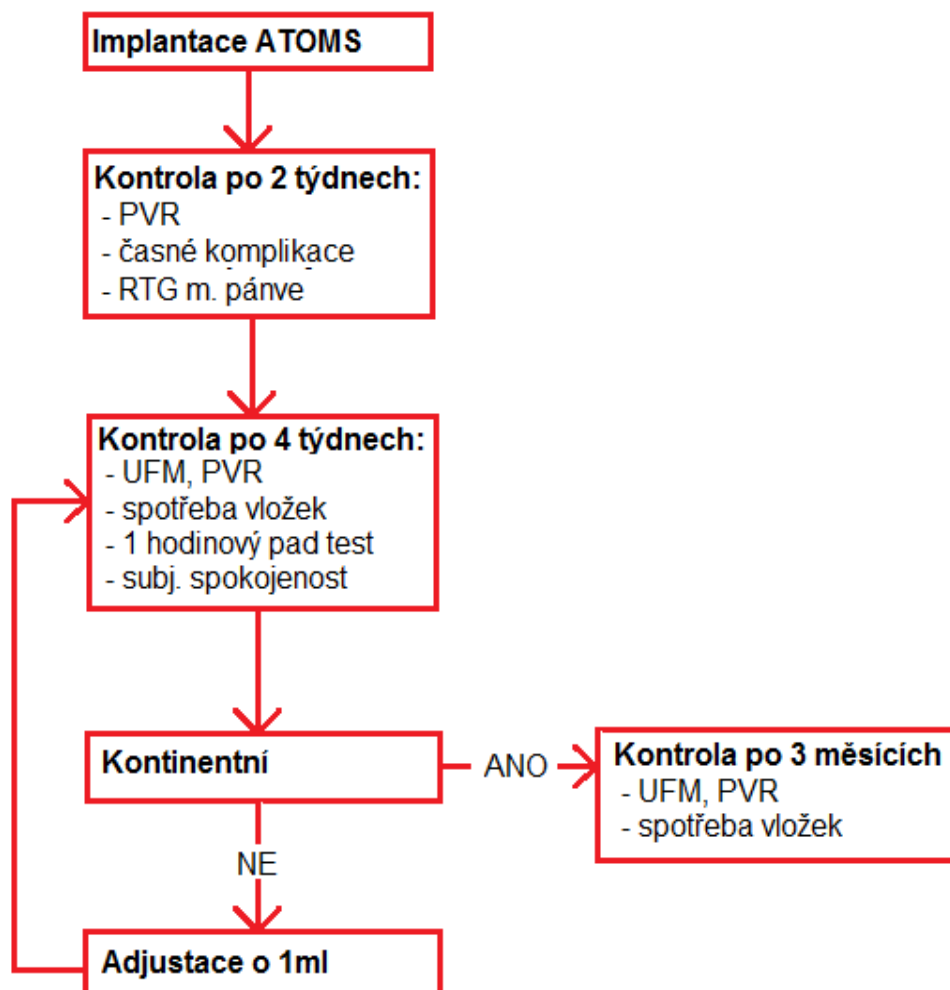 Implantace ATOMS
Kontrola po 2 týdnech:
- PVR
- časné komplikace
- RTG m. pánve
Kontrola po 4 týdnech:
- UFM, PVR
- spotřeba vložek
- 1 hodinový pad test
- subj. spokojenost
Kontinentní
ANO
Kontrola po 3 měsících
- UFM, PVR
- spotřeba vložek
NE
Adjustace o 1ml